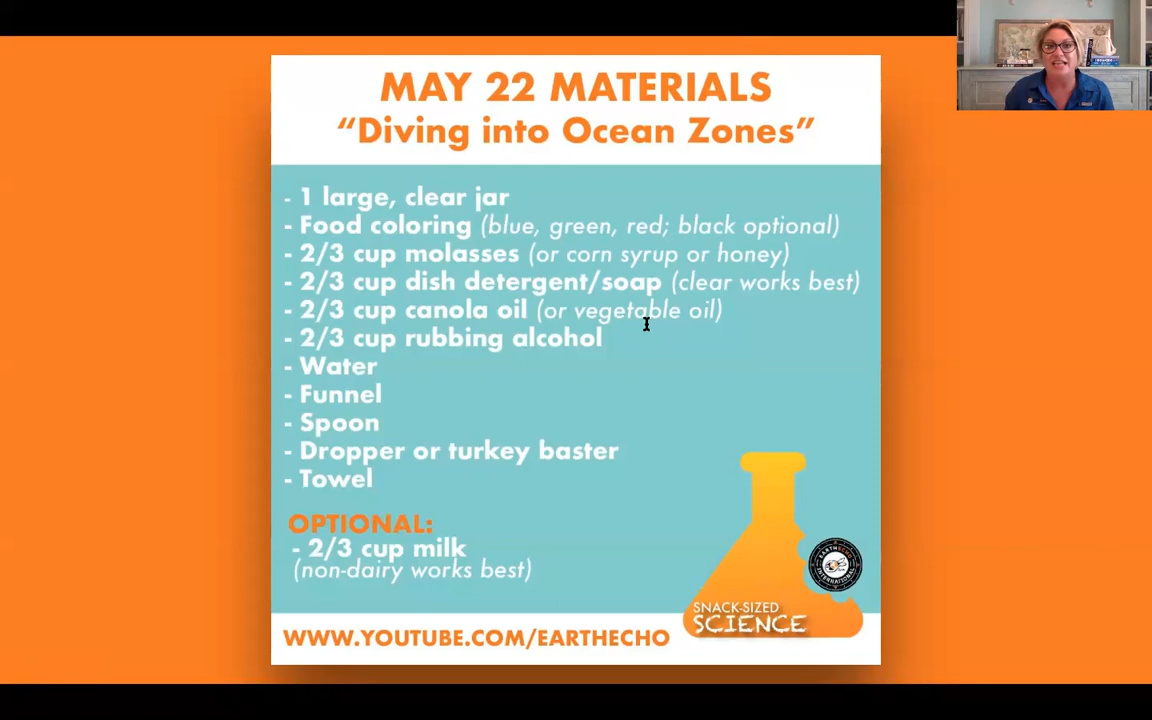 MAY 22 MATERIALS
“Diving into Ocean Zones”
- 1 large, clear jar
- Food coloring (blue, green, red; black optional)
- 2/3 cup molasses (or corn syrup or honey)
- 2/3 cup dish detergent/soap (clear works best)
- 2/3 cup canola oil (or vegetable oil)
- 2/3 cup rubbing alcohol
- Water
- Funnel
- Spoon
- Dropper or turkey baster
- Towel
OPTIONAL:
- 2/3 cup milk
(non-dairy works best)
EARTHECHO
INTERNATIONAL
SNACK-SIZED
SCIENCE
WWW.YOUTUBE.COM/EARTHECHO